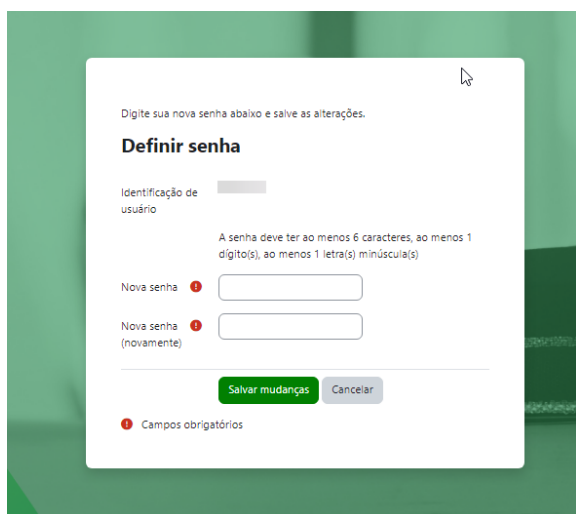 Digite sua nova senha abaixo e salve as alterações.
Definir senha
Identificação de
usuário
A senha deve ter ao menos 6 caracteres, ao menos 1
dígito(s), ao menos 1 letra(s) minúscula(s)
Nova senha
Nova senha
(novamente)
Salvar mudanças Cancelar
Campos obrigatórios